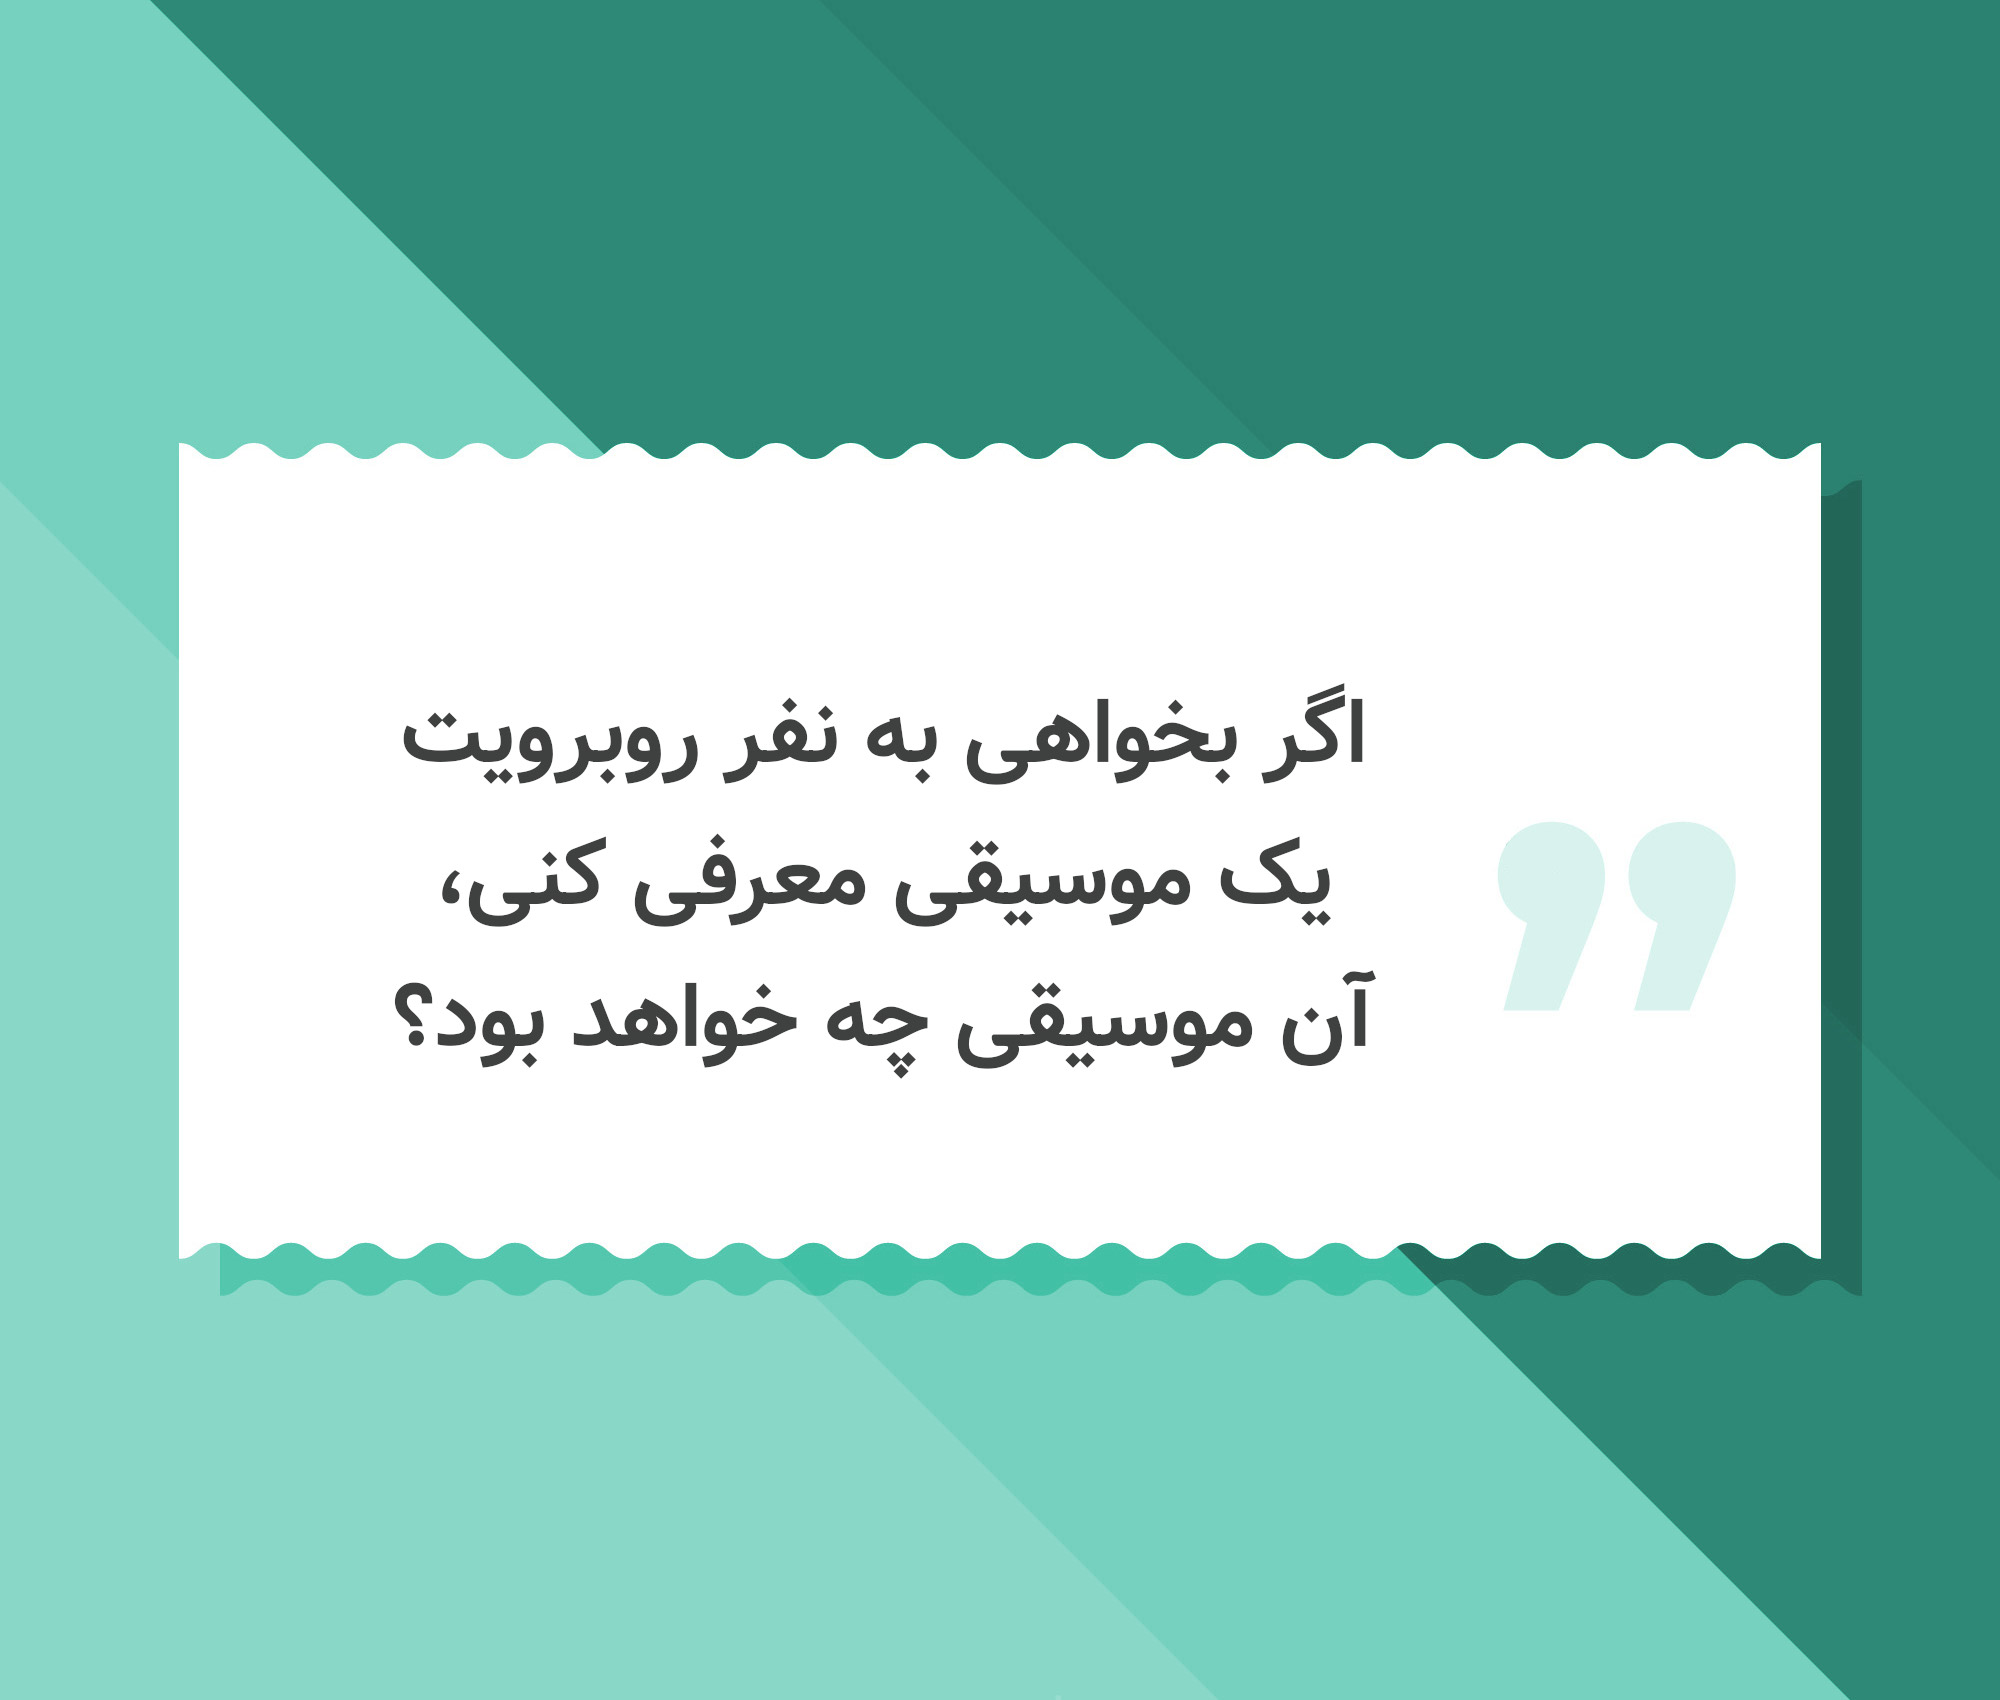 اگر بخواهی به نفر روبرویت
یک موسیقی معرفی کنی،
آن موسیقی چه خواهد بود؟